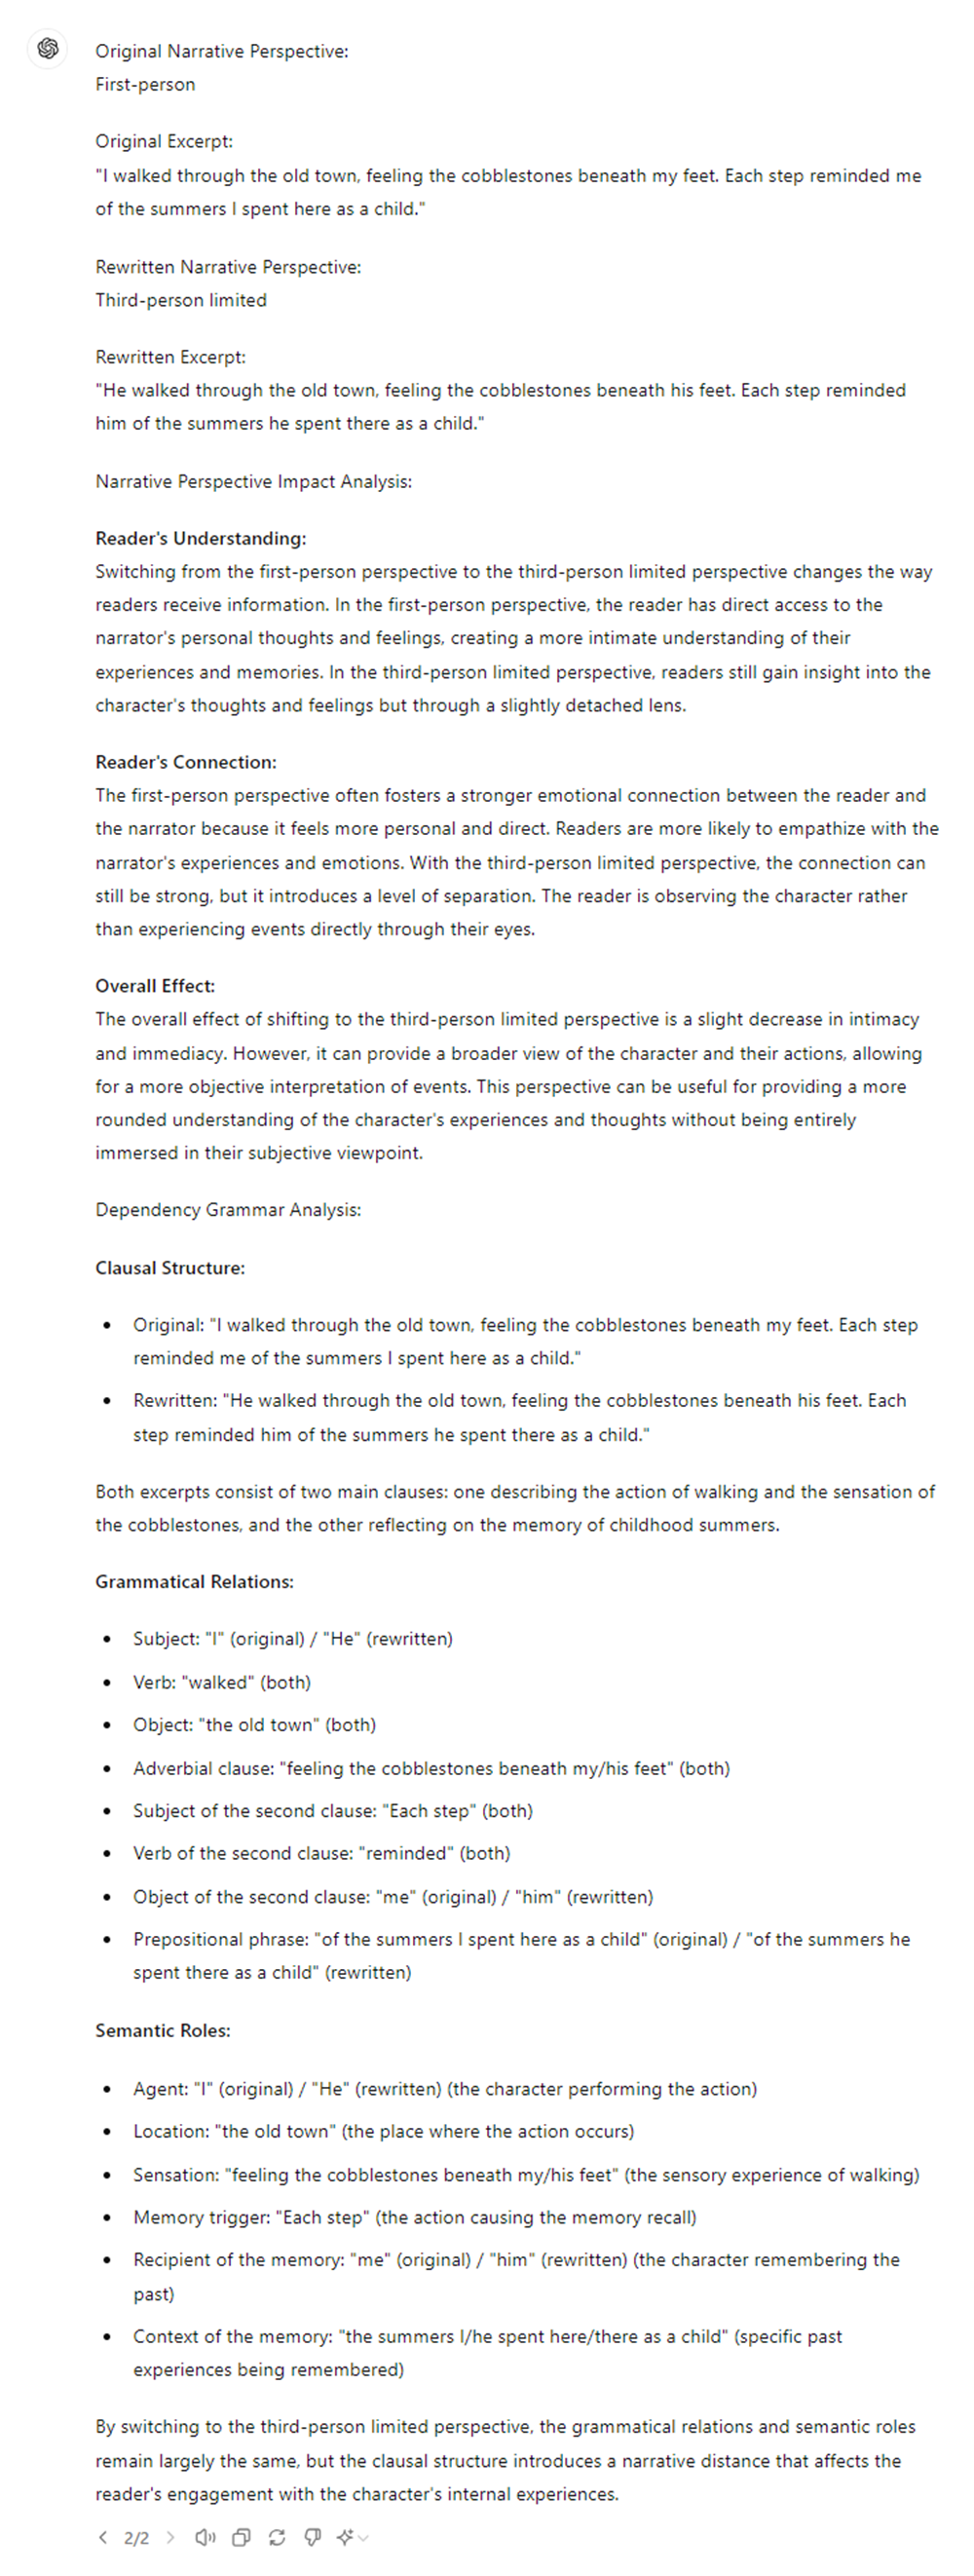 Original Narrative Perspective:
First-person
Original Excerpt:
"I walked through the old town, feeling the cobblestones beneath my feet. Each step reminded me
of the summers I spent here as a child."
Rewritten Narrative Perspective:
Third-person limited
Rewritten Excerpt:
"He walked through the old town, feeling the cobblestones beneath his feet. Each step reminded
him of the summers he spent there as a child."
Narrative Perspective Impact Analysis:
Reader's Understanding:
Switching from the first-person perspective to the third-person limited perspective changes the way
readers receive information. In the first-person perspective, the reader has direct access to the
narrator's personal thoughts and feelings, creating a more intimate understanding of their
experiences and memories. In the third-person limited perspective, readers still gain insight into the
character's thoughts and feelings but through a slightly detached lens.
Reader's Connection:
The first-person perspective often fosters a stronger emotional connection between the reader and
the narrator because it feels more personal and direct. Readers are more likely to empathize with the
narrator's experiences and emotions. With the third-person limited perspective, the connection can
still be strong, but it introduces a level of separation. The reader is observing the character rather
than experiencing events directly through their eyes.
Overall Effect:
The overall effect of shifting to the third-person limited perspective is a slight decrease in intimacy
and immediacy. However, it can provide a broader view of the character and their actions, allowing
for a more objective interpretation of events. This perspective can be useful for providing a more
rounded understanding of the character's experiences and thoughts without being entirely
immersed in their subjective viewpoint.
Dependency Grammar Analysis:
Clausal Structure:
• Original: "I walked through the old town, feeling the cobblestones beneath my feet. Each step
reminded me of the summers I spent here as a child."
• Rewritten: "He walked through the old town, feeling the cobblestones beneath his feet. Each
step reminded him of the summers he spent there as a child."
Both excerpts consist of two main clauses: one describing the action of walking and the sensation of
the cobblestones, and the other reflecting on the memory of childhood summers.
Grammatical Relations:
• Subject: "I" (original) / "He" (rewritten)
• Verb: "walked" (both)
• Object: "the old town" (both)
• Adverbial clause: "feeling the cobblestones beneath my/his feet" (both)
• Subject of the second clause: "Each step" (both)
• Verb of the second clause: "reminded" (both)
• Object of the second clause: "me" (original) / "him" (rewritten)
• Prepositional phrase: "of the summers I spent here as a child" (original) / "of the summers he
spent there as a child" (rewritten)
Semantic Roles:
• Agent: "I" (original) / "He" (rewritten) (the character performing the action)
• Location: "the old town" (the place where the action occurs)
• Sensation: "feeling the cobblestones beneath my/his feet" (the sensory experience of walking)
• Memory trigger: "Each step" (the action causing the memory recall)
• Recipient of the memory: "me" (original) / "him" (rewritten) (the character remembering the
past)
• Context of the memory: "the summers I/he spent here/there as a child" (specific past
experiences being remembered)
By switching to the third-person limited perspective, the grammatical relations and semantic roles
remain largely the same, but the clausal structure introduces a narrative distance that affects the
reader's engagement with the character's internal experiences.
2/2